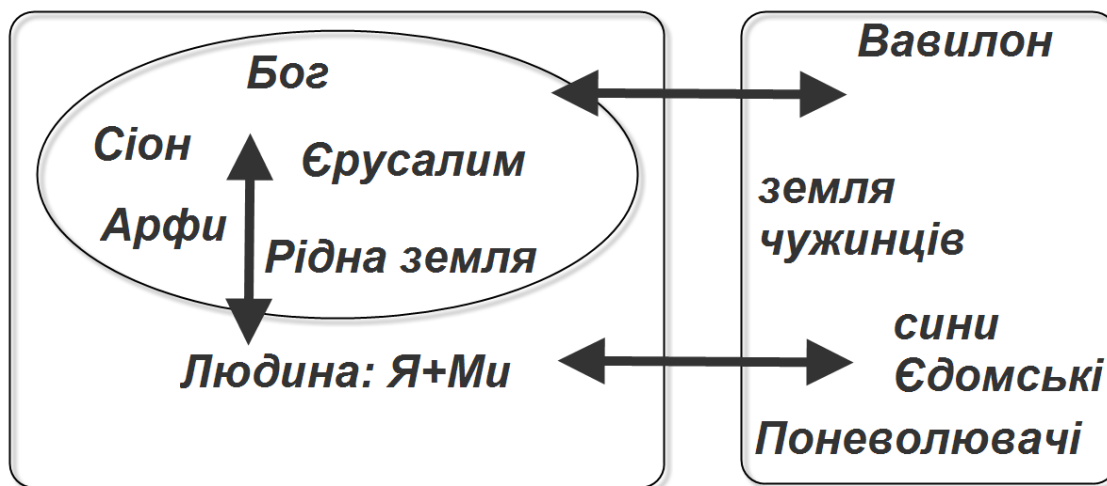 Бог
Сіон
Єрусалим
Арфи
Рідна земля
Людина: Я+Ми
Вавилон
земля
чужинців
сини
Єдомські
Поневолювачі